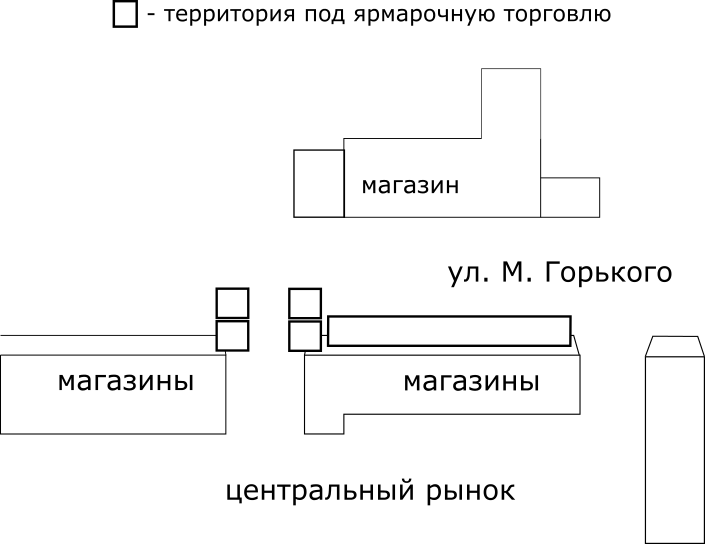 - территория под ярмарочную торговлю
магазин
ул. М. Горького
магазины
магазины
центральный рынок